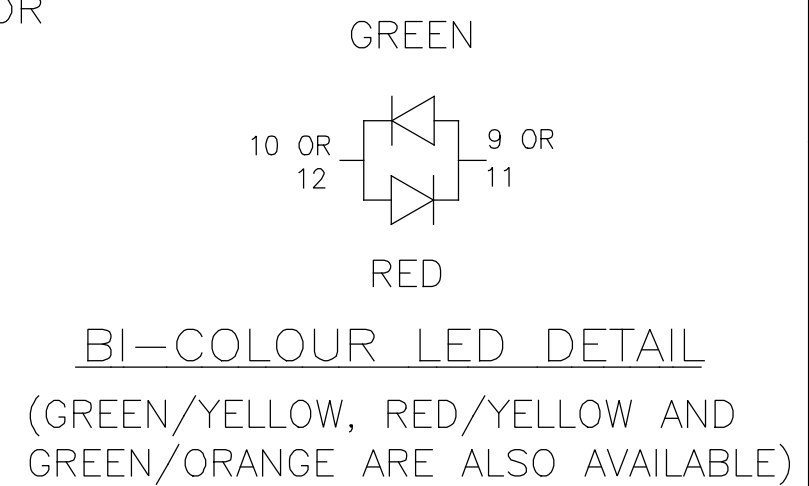 OR
GREEN
10 OR
12
9 OR
11
RED
BI-COLOUR LED DETAIL
(GREEN/YELLOW, RED/YELLOW AND
GREEN/ORANGE ARE ALSO AVAILABLE)